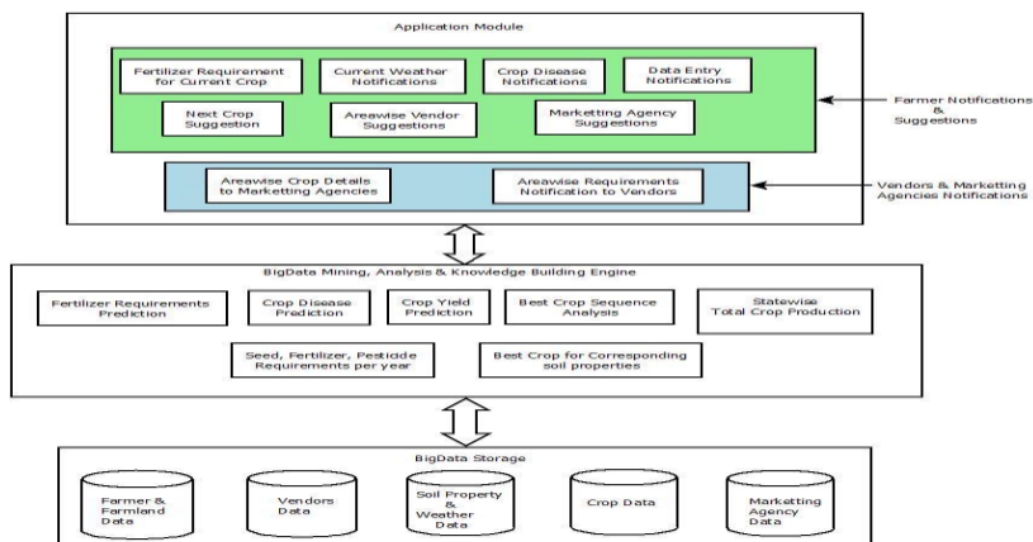 Application Module
Fertilizer Requirement
for Current Crop
Current Weather
Notifications
Crop Disease
Notifications
Data Entry
Notifications
Next Crop
Suggestion
Areawise Vendor
Suggestions
Marketting Agency
Suggestions
Farmer Notifications
&
Suggestions
Areawise Crop Details
to Marketting Agencies
Areawise Requirements
Notification to Vendors
Vendors & Marketting
Agencies Notifications
BigData Mining, Analysis & Knowledge Building Engine
Fertilizer Requirements
Prediction
Crop Disease
Prediction
Crop Yield
Prediction
Best Crop Sequence
Analysis
Statewise
Total Crop Production
Seed, Fertilizer, Pesticide
Requirements per year
Best Crop for Corresponding
soil properties
BigData Storage
Farmer &
Farmland
Data
Vendors
Data
Soil Property
&
Weather
Data
Crop Data
Marketting
Agency
Data